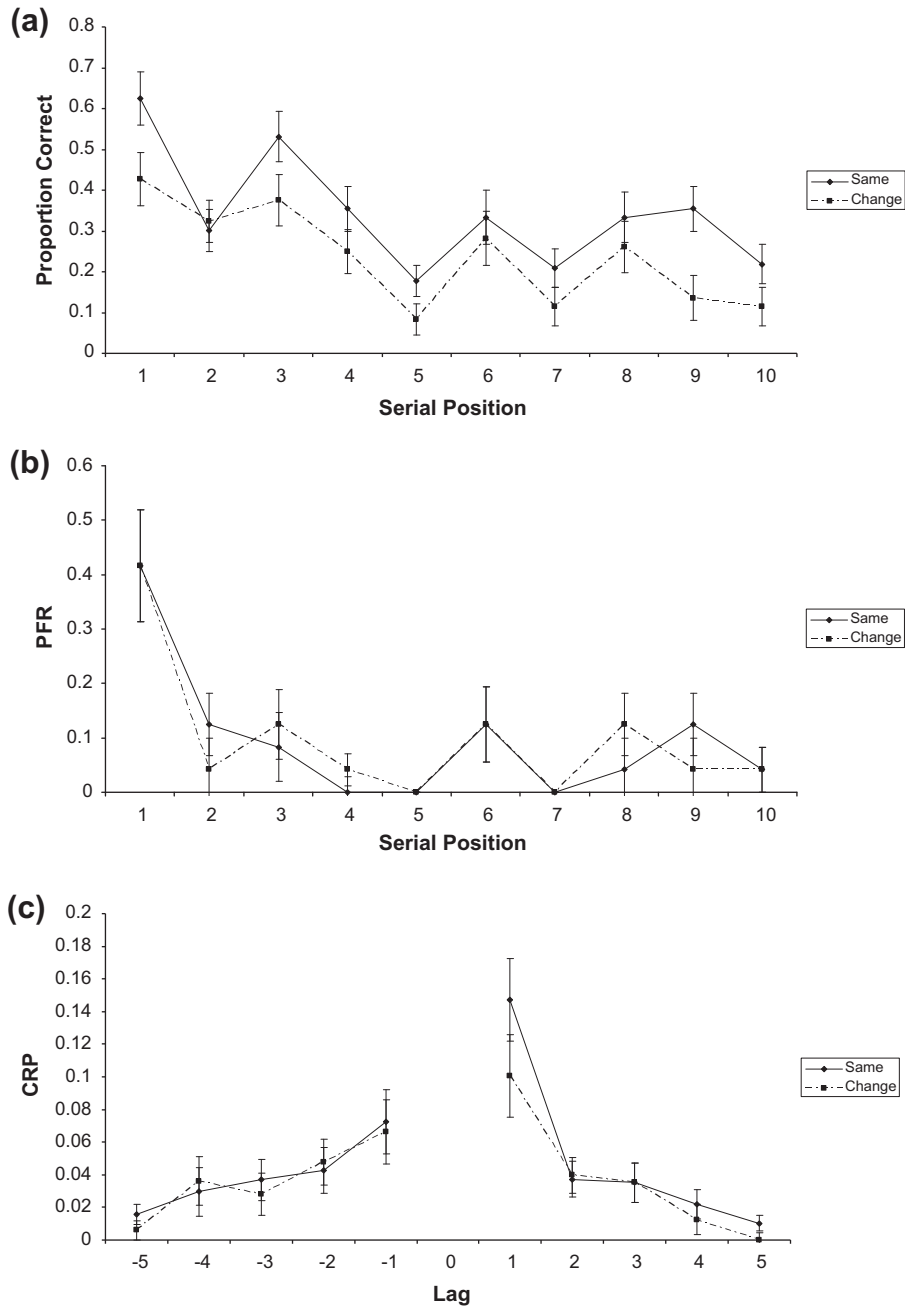 (a)
0.8
0.7
0.6
0.5
0.4
0.3
0.2
0.1
0
Proportion Correct
1 2 3 4 5 6 7 8 9 10
Serial Position
Same
Change
(b)
0.6
0.5
0.4
0.3
0.2
0.1
0
PFR
1 2 3 4 5 6 7 8 9 10
Serial Position
Same
Change
(c)
0.2
0.18
0.16
0.14
0.12
0.1
0.08
0.06
0.04
0.02
0
CRP
-5 -4 -3 -2 -1 0 1 2 3 4 5
Lag
Same
Change